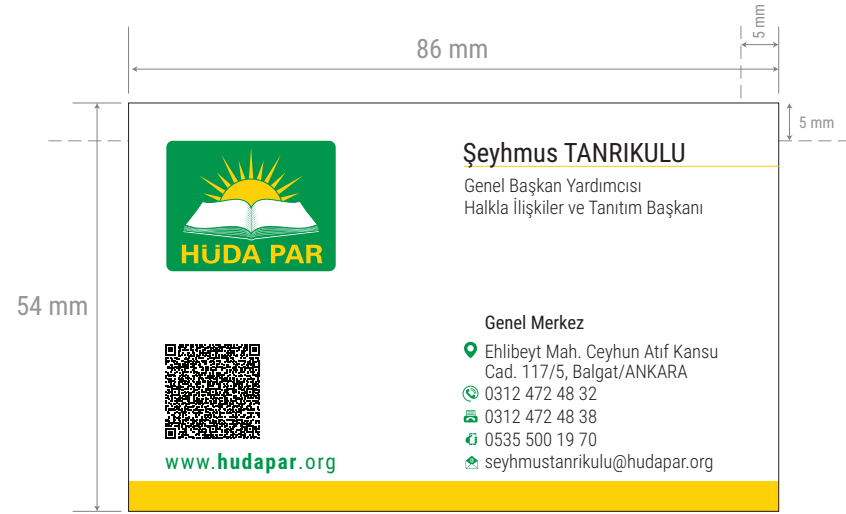 86 mm
5 mm
5 mm
54 mm
HÜDA PAR
www.hudapar.org
Şeyhmus TANRIKULU
Genel Başkan Yardımcısı
Halkla İlişkiler ve Tanıtım Başkanı
Genel Merkez
Ehlibeyt Mah. Ceyhun Atıf Kansu
Cad. 117/5, Balgat/ANKARA
0312 472 48 32
0312 472 48 38
0535 500 19 70
seyhmustanrikulu@hudapar.org